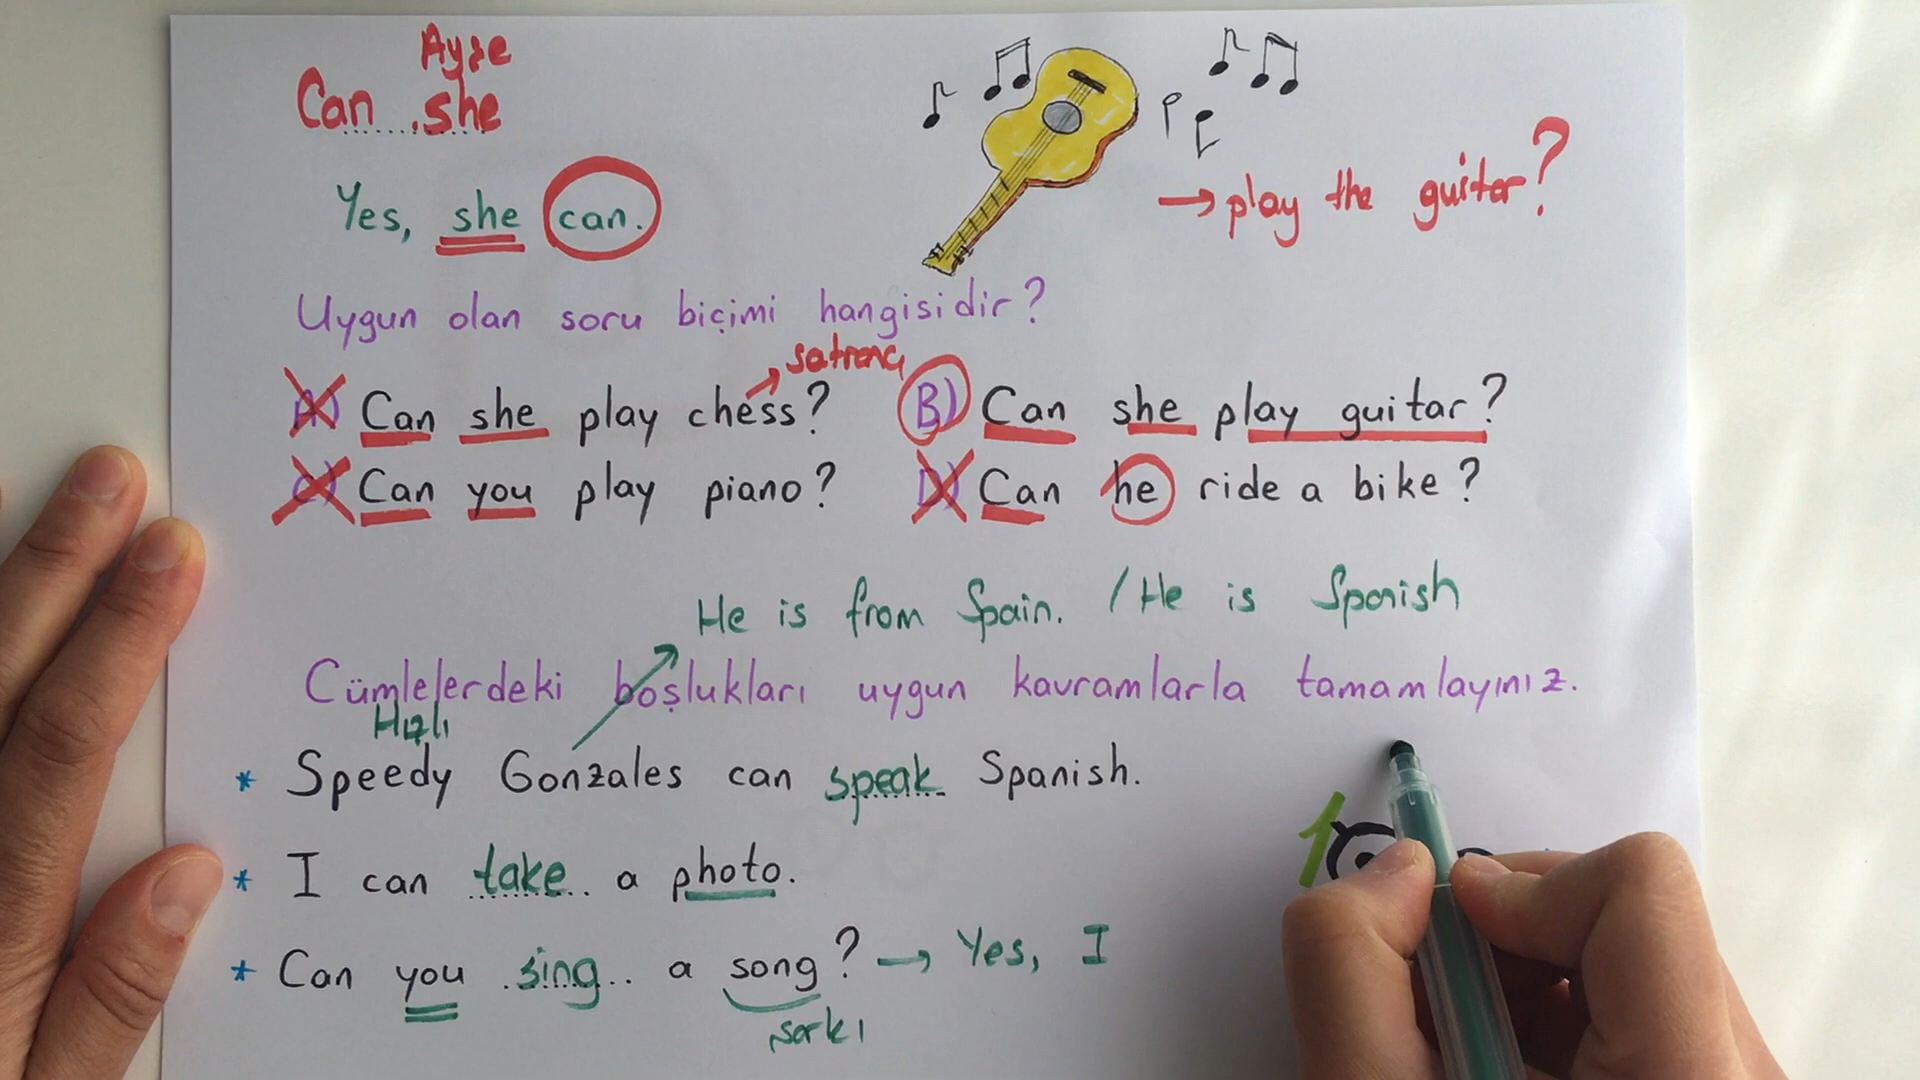 Ayşe
Can she
Yes, she can.
→ play the guitar?
Uygun olan soru biçimi hangisidir?
satranç
A) Can she play chess? B) Can she play guitar?
C) Can you play piano? D) Can he ride a bike?
He is from Spain. / He is Spanish
Cümlelerdeki boşlukları uygun kavramlarla tamamlayınız.
Hızlı
* Speedy Gonzales can speak Spanish.
* I can take a photo.
* Can you sing a song? → Yes, I
şarkı